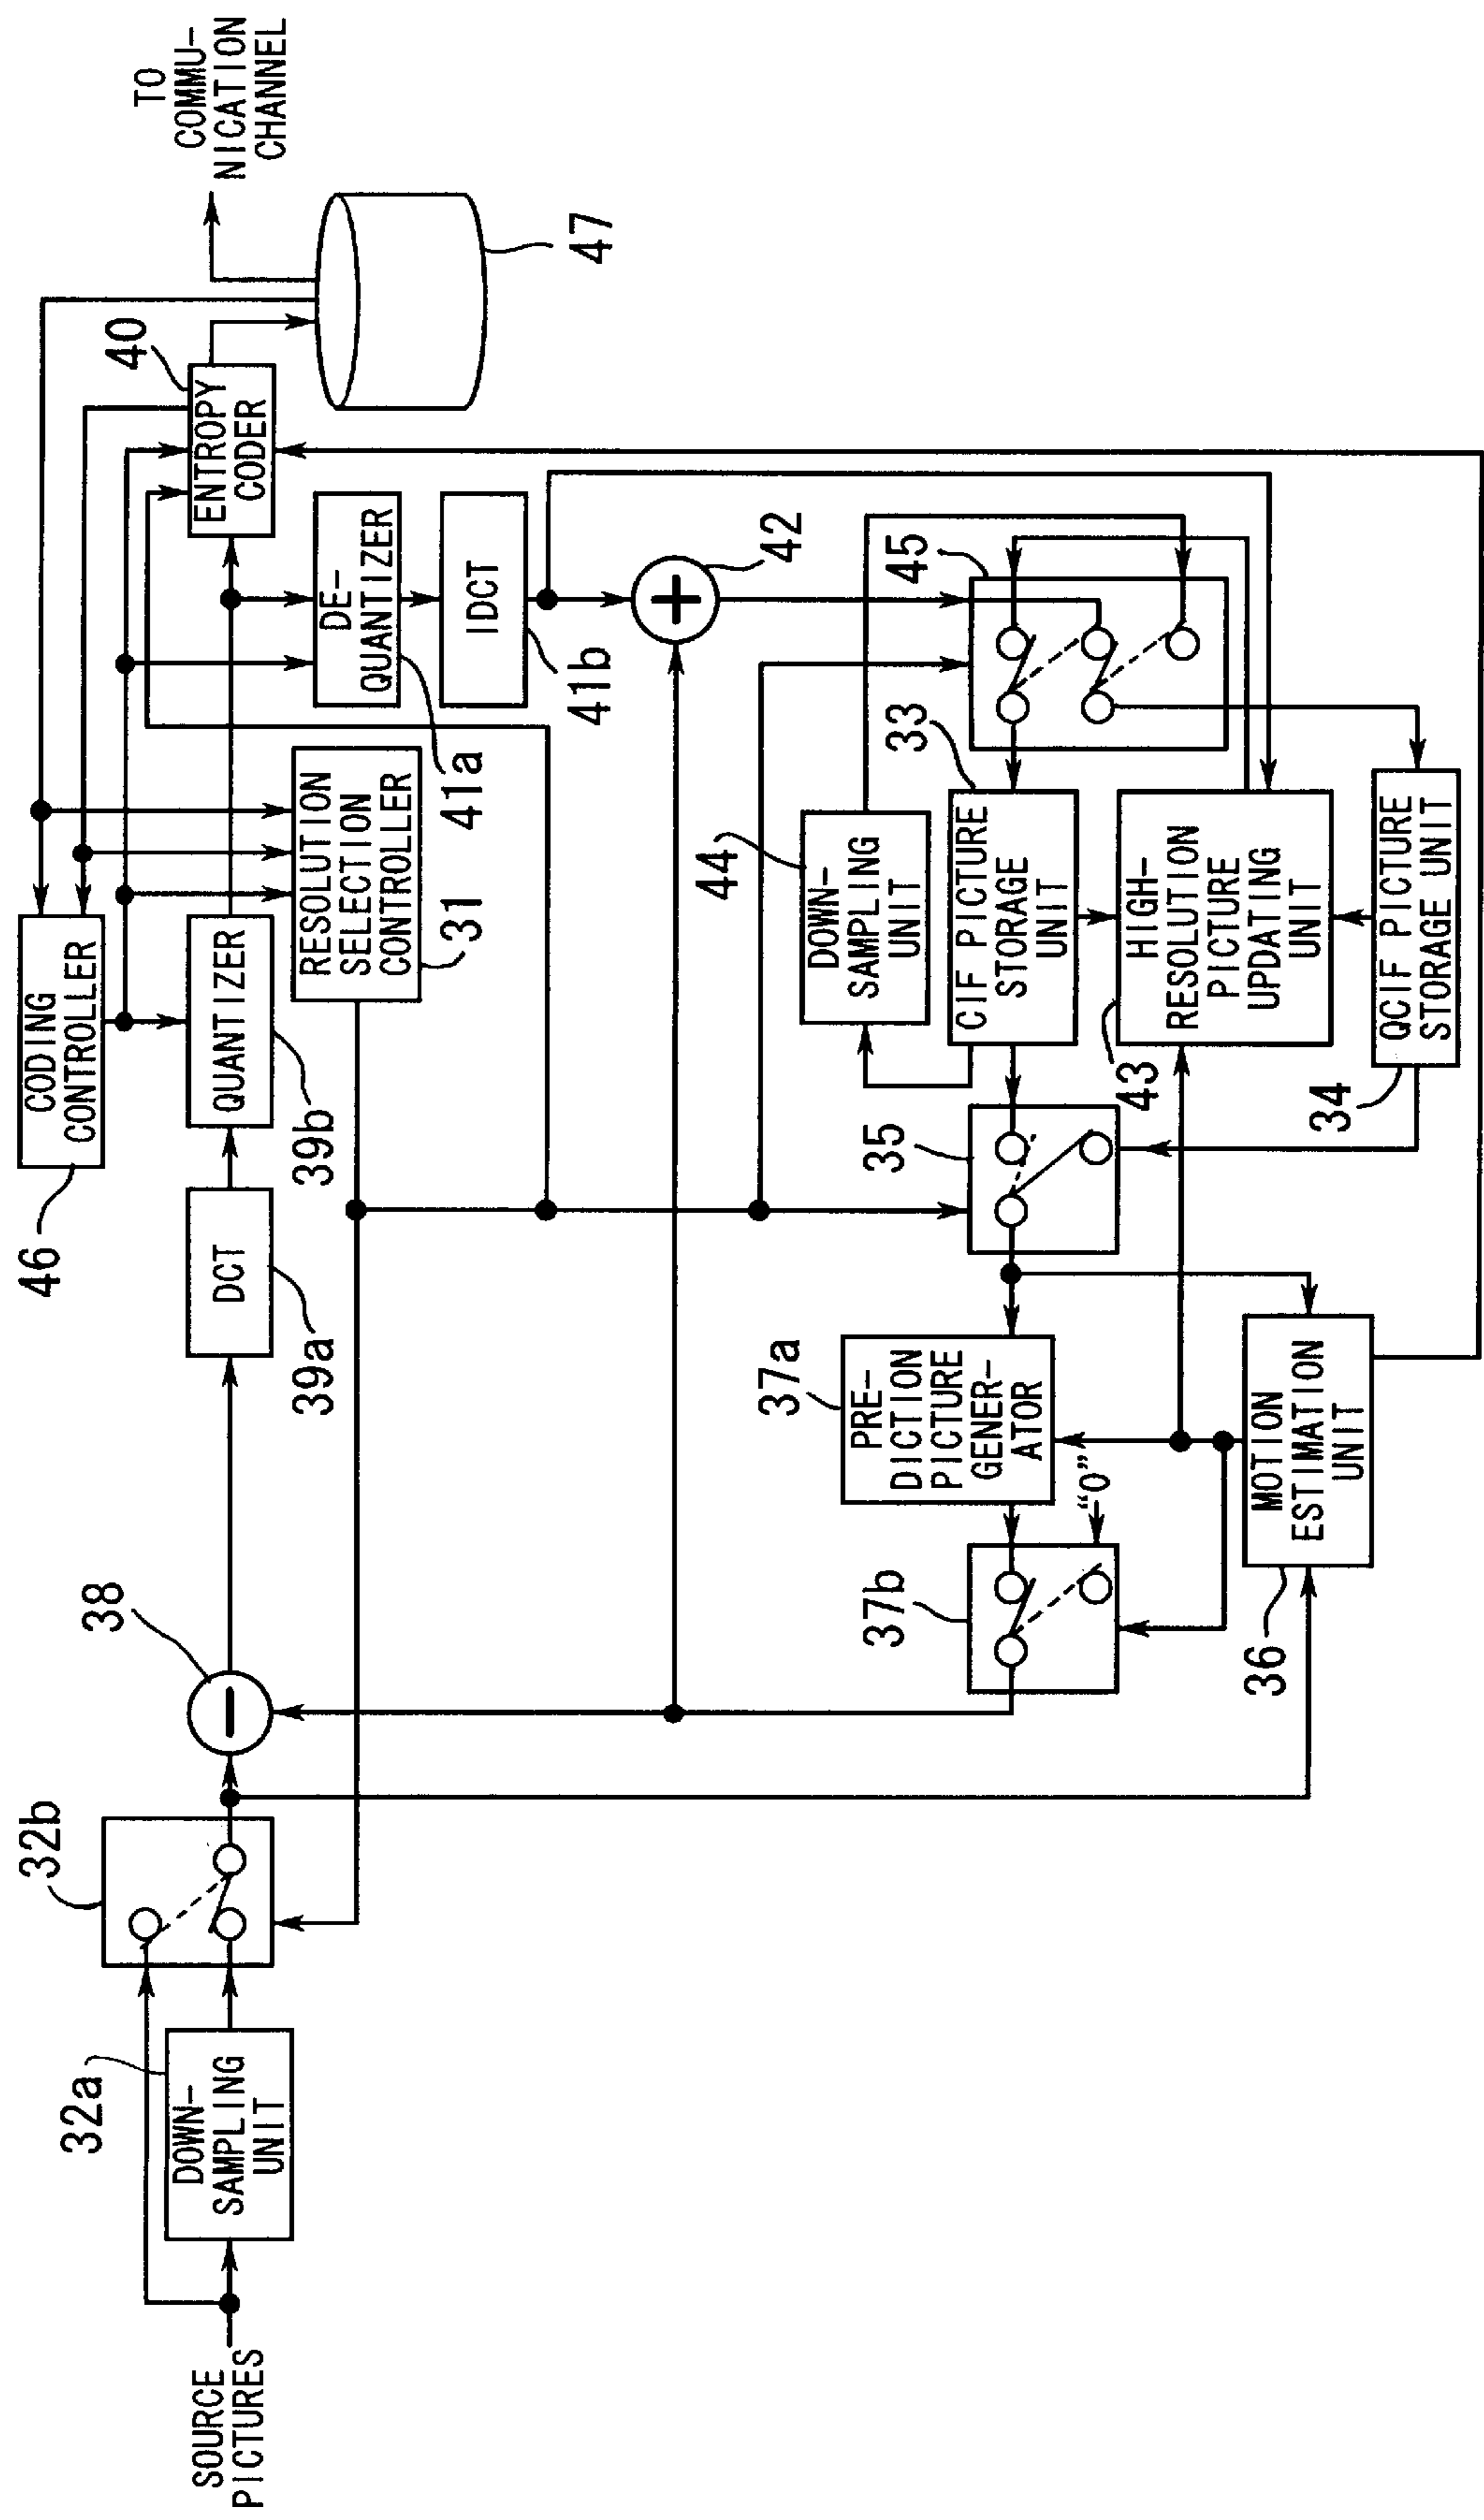 SOURCE
PICTURES
32a
DOWN-
SAMPLING
UNIT
32b
38
46
CODING
CONTROLLER
DCT
39a
QUANTIZER
39b
RESOLUTION
SELECTION
CONTROLLER
31
40
ENTROPY
CODER
TO
COMMU-
NICATION
CHANNEL
47
DE-
QUANTIZER
41a
IDCT
41b
42
44
DOWN-
SAMPLING
UNIT
45
33
CIF PICTURE
STORAGE
UNIT
43
HIGH-
RESOLUTION
PICTURE
UPDATING
UNIT
34
QCIF PICTURE
STORAGE UNIT
35
37a
PRE-
DICTION
PICTURE
GENER-
ATOR
37b
“0”
36
MOTION
ESTIMATION
UNIT